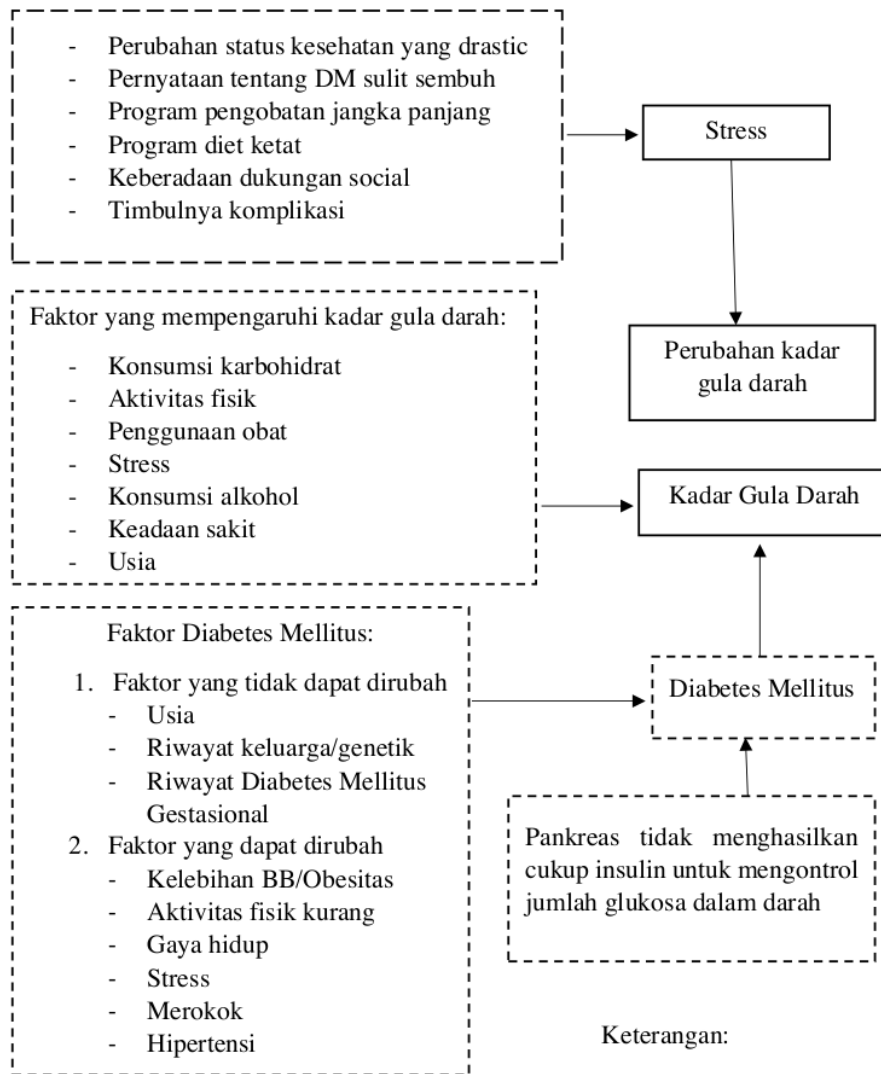 - Perubahan status kesehatan yang drastic
- Pernyataan tentang DM sulit sembuh
- Program pengobatan jangka panjang
- Program diet ketat
- Keberadaan dukungan social
- Timbulnya komplikasi
Stress
Perubahan kadar
gula darah
Faktor yang mempengaruhi kadar gula darah:
- Konsumsi karbohidrat
- Aktivitas fisik
- Penggunaan obat
- Stress
- Konsumsi alkohol
- Keadaan sakit
- Usia
Kadar Gula Darah
Faktor Diabetes Mellitus:
1. Faktor yang tidak dapat dirubah
- Usia
- Riwayat keluarga/genetik
- Riwayat Diabetes Mellitus
Gestasional
2. Faktor yang dapat dirubah
- Kelebihan BB/Obesitas
- Aktivitas fisik kurang
- Gaya hidup
- Stress
- Merokok
- Hipertensi
Diabetes Mellitus
Pankreas tidak menghasilkan
cukup insulin untuk mengontrol
jumlah glukosa dalam darah
Keterangan: